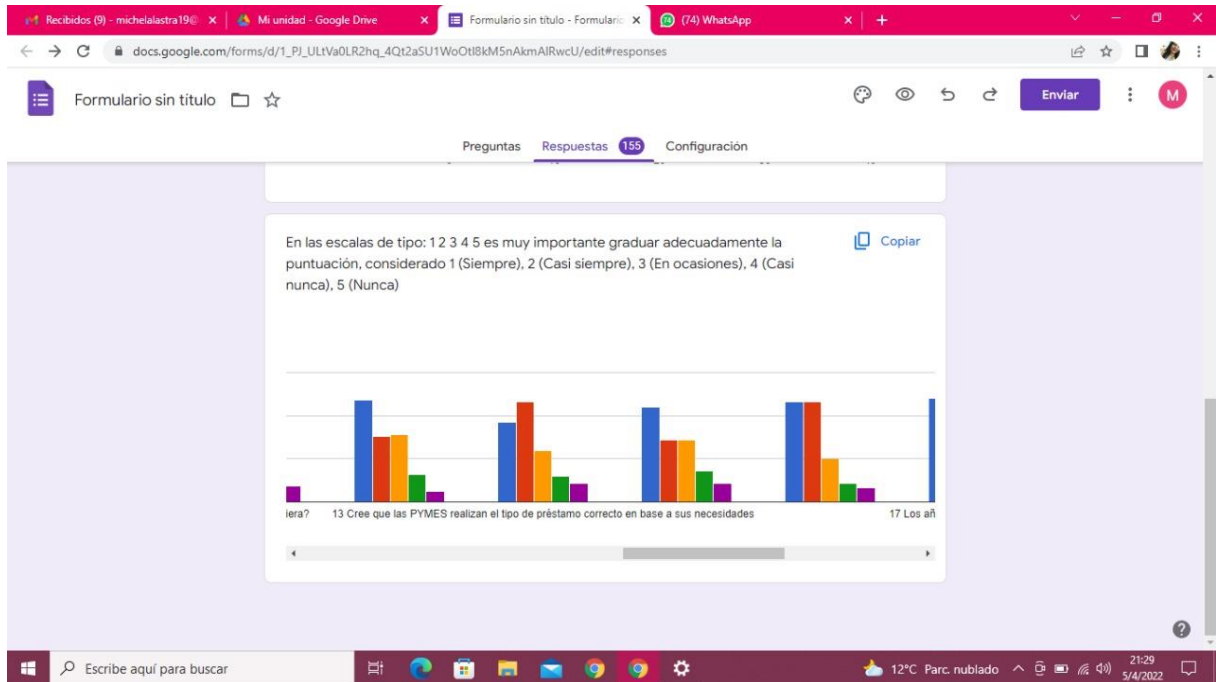 Recibidos (9) - michelalastra19@
Mi unidad - Google Drive
Formulario sin título - Formulario
(74) WhatsApp
docs.google.com/forms/d/1_PJ_ULtVa0LR2hq_4Qt2aSU1WoOtl8kM5nAkmAlRwcU/edit#responses
Formulario sin título
Enviar
M
Preguntas Respuestas 155 Configuración
En las escalas de tipo: 1 2 3 4 5 es muy importante graduar adecuadamente la
puntuación, considerado 1 (Siempre), 2 (Casi siempre), 3 (En ocasiones), 4 (Casi
nunca), 5 (Nunca)
Copiar
iera? 13 Cree que las PYMES realizan el tipo de préstamo correcto en base a sus necesidades 17 Los añ
Escribe aquí para buscar
12°C Parc. nublado
21:29
5/4/2022